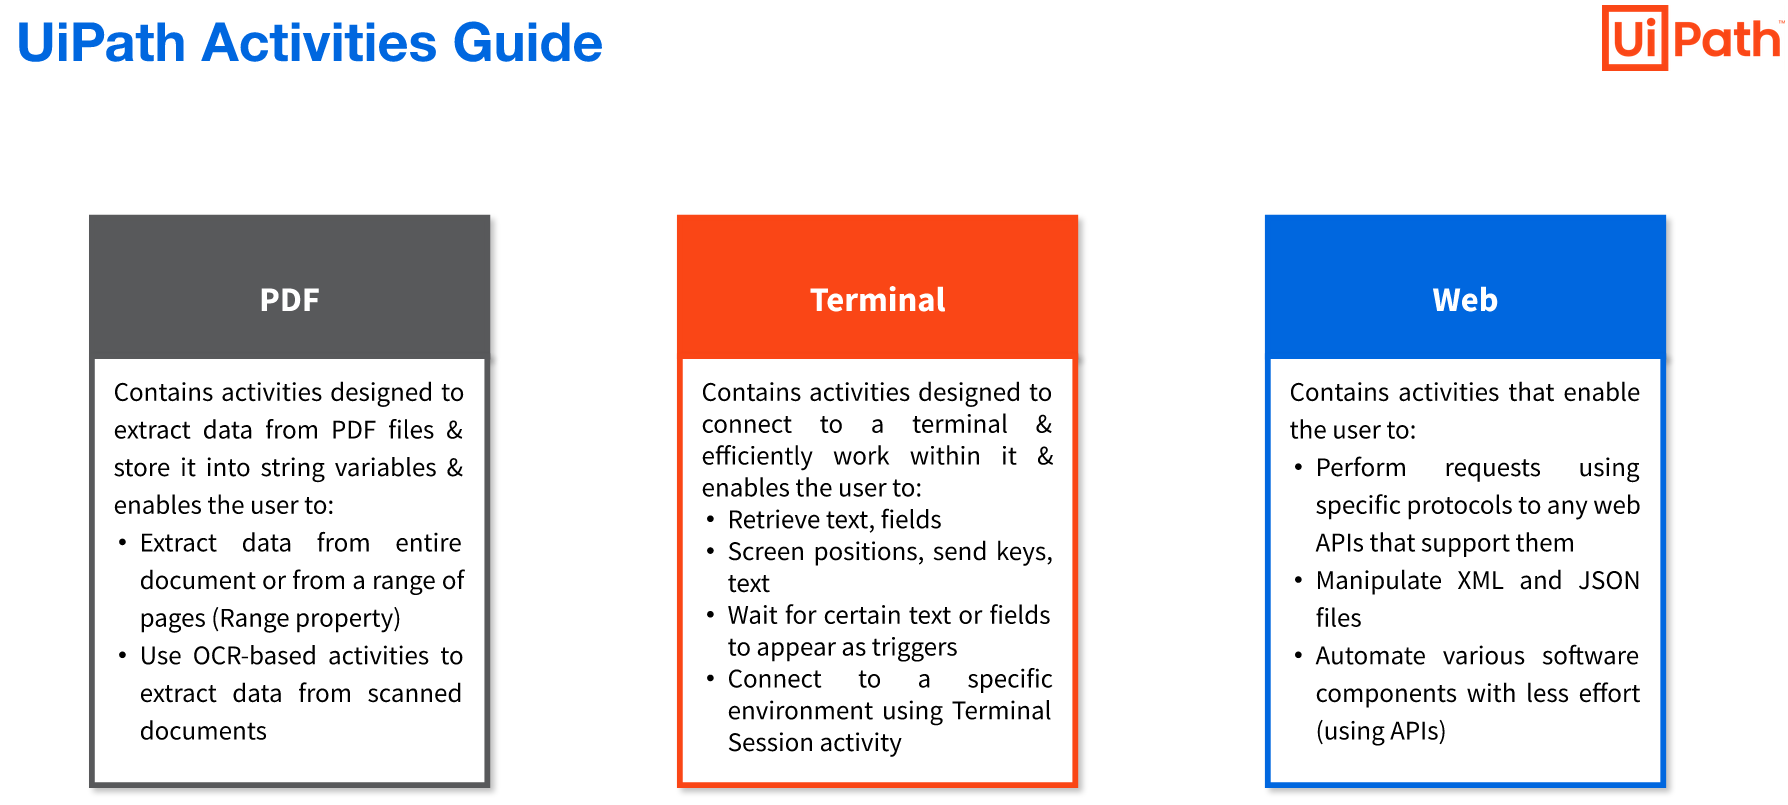 UiPath Activities Guide
UiPath™
PDF
Contains activities designed to
extract data from PDF files &
store it into string variables &
enables the user to:
• Extract data from entire
document or from a range of
pages (Range property)
• Use OCR-based activities to
extract data from scanned
documents
Terminal
Contains activities designed to
connect to a terminal &
efficiently work within it &
enables the user to:
• Retrieve text, fields
• Screen positions, send keys,
text
• Wait for certain text or fields
to appear as triggers
• Connect to a specific
environment using Terminal
Session activity
Web
Contains activities that enable
the user to:
• Perform requests using
specific protocols to any web
APIs that support them
• Manipulate XML and JSON
files
• Automate various software
components with less effort
(using APIs)